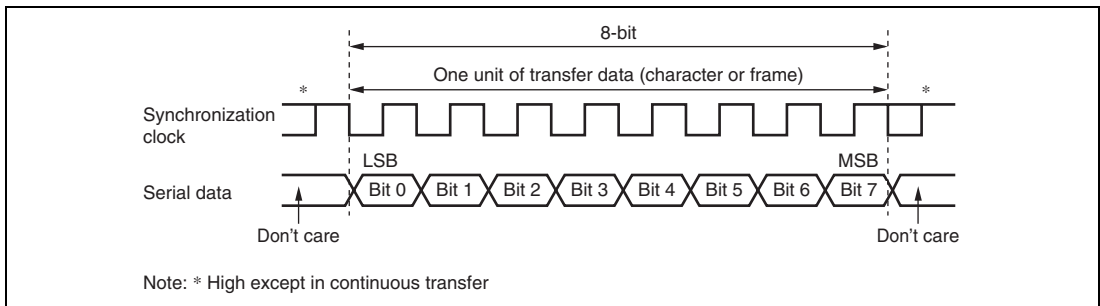 8-bit
One unit of transfer data (character or frame)
* *
Synchronization
clock
LSB MSB
Serial data Bit 0 Bit 1 Bit 2 Bit 3 Bit 4 Bit 5 Bit 6 Bit 7
Don't care Don't care
Note: * High except in continuous transfer